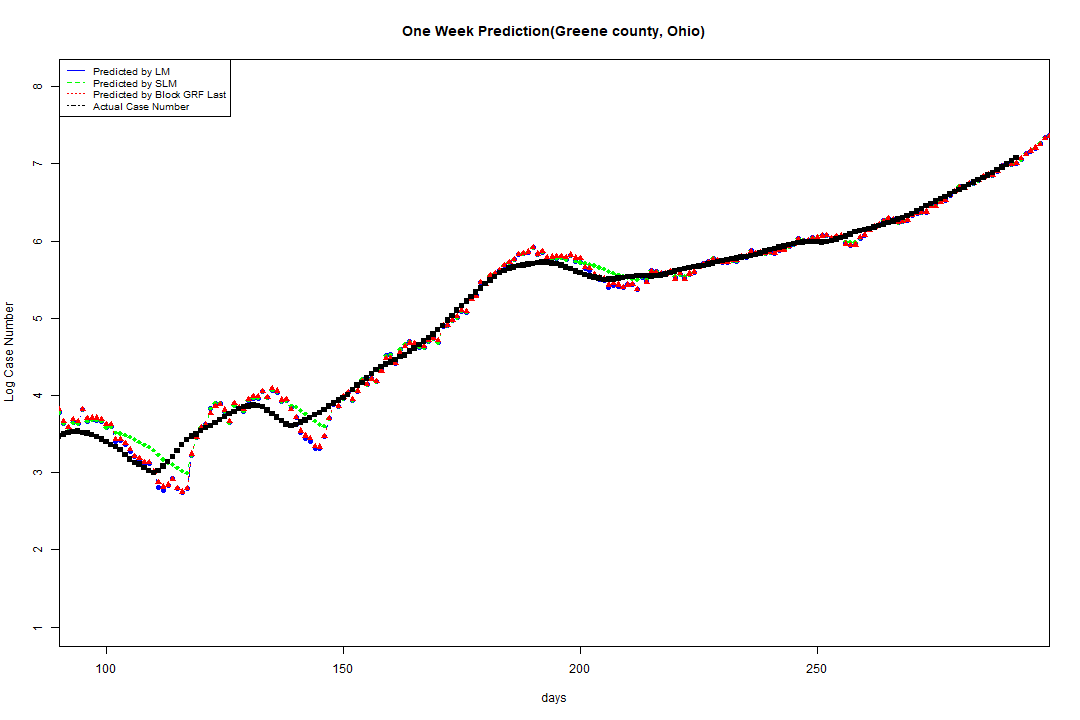 One Week Prediction(Greene county, Ohio)
Predicted by LM
Predicted by SLM
Predicted by Block GRF Last
Actual Case Number
8
7
6
5
4
3
2
1
Log Case Number
100 150 200 250
days